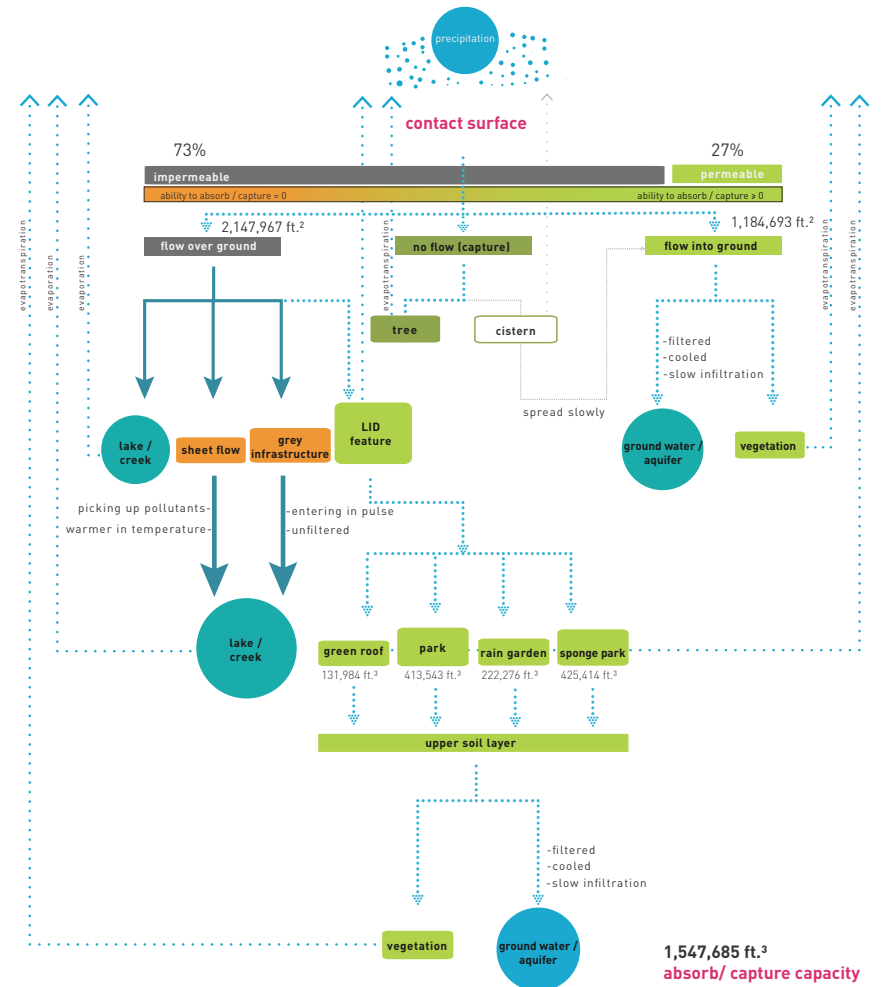 precipitation
contact surface
73%
27%
impermeable
permeable
ability to absorb / capture = 0
ability to absorb / capture ≥ 0
2,147,967 ft.²
1,184,693 ft.²
flow over ground
no flow (capture)
flow into ground
evapotranspiration
evaporation
evaporation
evapotranspiration
evapotranspiration
evapotranspiration
tree
cistern
-filtered
-cooled
-slow infiltration
spread slowly
lake /
creek
sheet flow
grey
infrastructure
LID
feature
ground water /
aquifer
vegetation
picking up pollutants-
warmer in temperature-
-entering in pulse
-unfiltered
lake /
creek
green roof
park
rain garden
sponge park
131,984 ft.³
413,543 ft.³
222,276 ft.³
425,414 ft.³
upper soil layer
-filtered
-cooled
-slow infiltration
vegetation
ground water /
aquifer
1,547,685 ft.³
absorb/ capture capacity